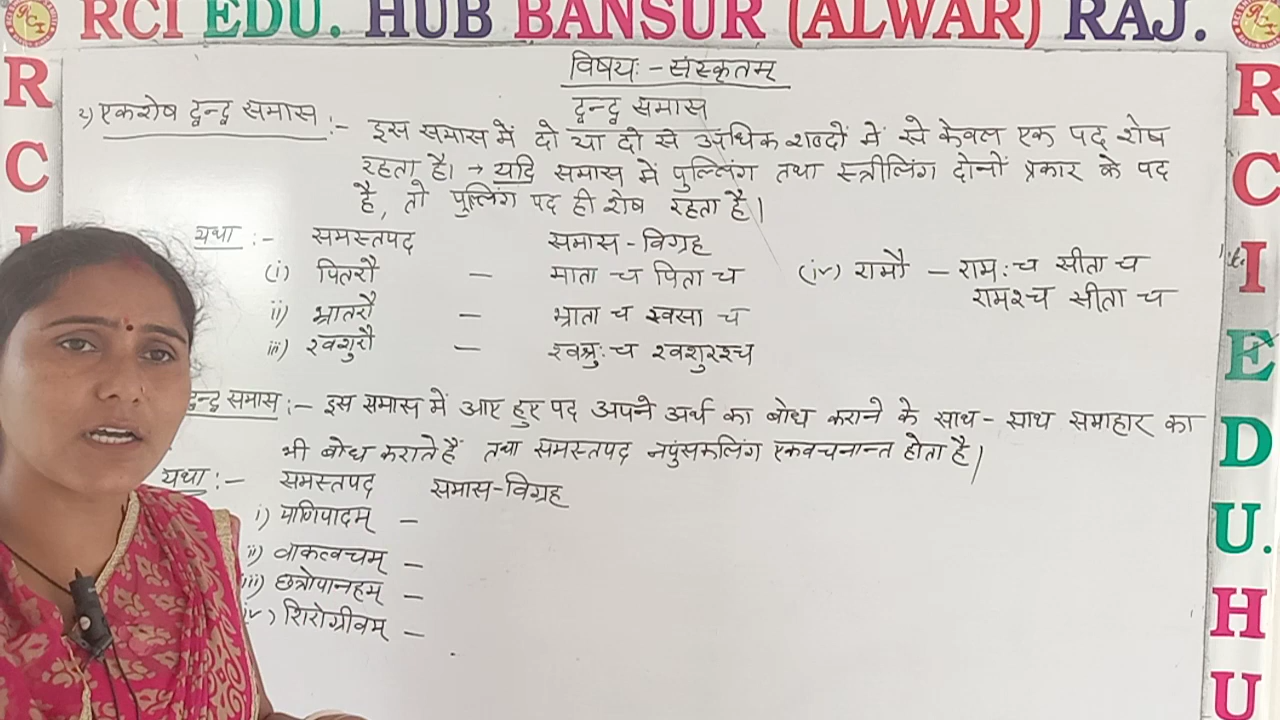 RCI EDU. HUB BANSUR (ALWAR) RAJ.
विषयः - संस्कृतम्
द्वन्द्व समास
२) एकशेष द्वन्द्व समास :- इस समास में दो या दो से अधिक शब्दों में से केवल एक पद शेष
रहता है। → यदि समास में पुल्लिंग तथा स्त्रीलिंग दोनों प्रकार के पद
है, तो पुल्लिंग पद ही शेष रहता है।
यथा :- समस्तपद समास - विग्रह
(i) पितरौ — माता च पिता च
ii) भ्रातरौ — भ्राता च स्वसा च
iii) श्वशुरौ — श्वश्रुः च श्वशुरश्च
(iv) रामौ — रामः च सीता च
रामश्च सीता च
द्वन्द्व समास :- इस समास में आए हुए पद अपने अर्थ का बोध कराने के साथ - साथ समाहार का
भी बोध कराते हैं तथा समस्तपद नपुंसकलिंग एकवचनान्त होता है।
यथा :- समस्तपद समास-विग्रह
i) पाणिपादम् —
ii) वाकत्वचम् —
iii) छत्रोपानहम् —
iv) शिरोग्रीवम् —
R
C
I
R
C
I
E
D
U.
H
U